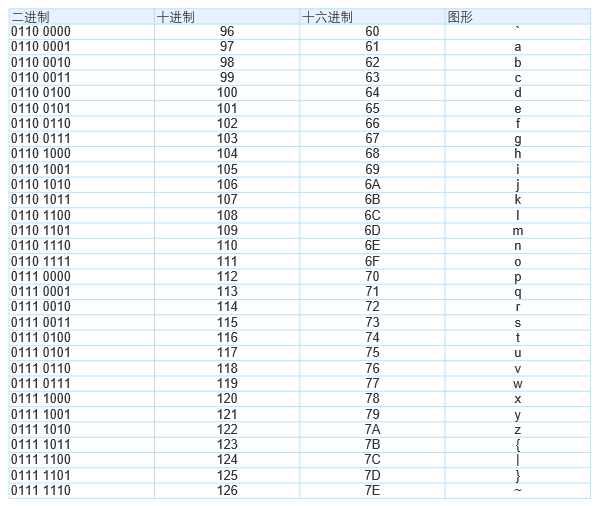 二进制 十进制 十六进制 图形
0110 0000 96 60 `
0110 0001 97 61 a
0110 0010 98 62 b
0110 0011 99 63 c
0110 0100 100 64 d
0110 0101 101 65 e
0110 0110 102 66 f
0110 0111 103 67 g
0110 1000 104 68 h
0110 1001 105 69 i
0110 1010 106 6A j
0110 1011 107 6B k
0110 1100 108 6C l
0110 1101 109 6D m
0110 1110 110 6E n
0110 1111 111 6F o
0111 0000 112 70 p
0111 0001 113 71 q
0111 0010 114 72 r
0111 0011 115 73 s
0111 0100 116 74 t
0111 0101 117 75 u
0111 0110 118 76 v
0111 0111 119 77 w
0111 1000 120 78 x
0111 1001 121 79 y
0111 1010 122 7A z
0111 1011 123 7B {
0111 1100 124 7C |
0111 1101 125 7D }
0111 1110 126 7E ~